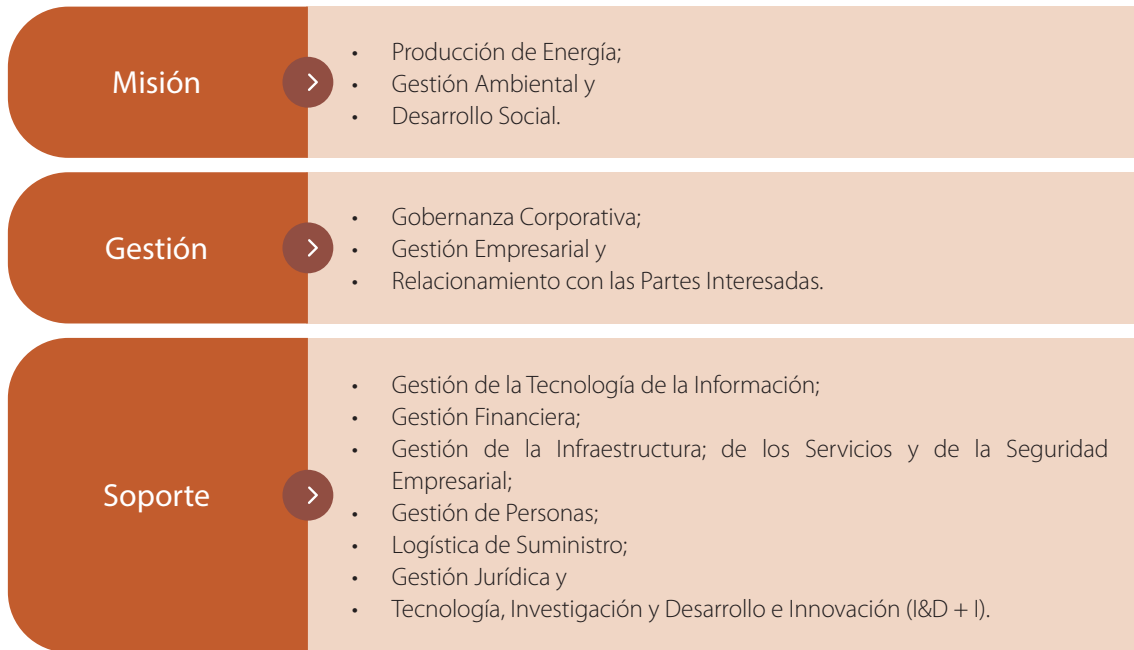 Misión
• Producción de Energía;
• Gestión Ambiental y
• Desarrollo Social.
Gestión
• Gobernanza Corporativa;
• Gestión Empresarial y
• Relacionamiento con las Partes Interesadas.
Soporte
• Gestión de la Tecnología de la Información;
• Gestión Financiera;
• Gestión de la Infraestructura; de los Servicios y de la Seguridad
Empresarial;
• Gestión de Personas;
• Logística de Suministro;
• Gestión Jurídica y
• Tecnología, Investigación y Desarrollo e Innovación (I&D + I).